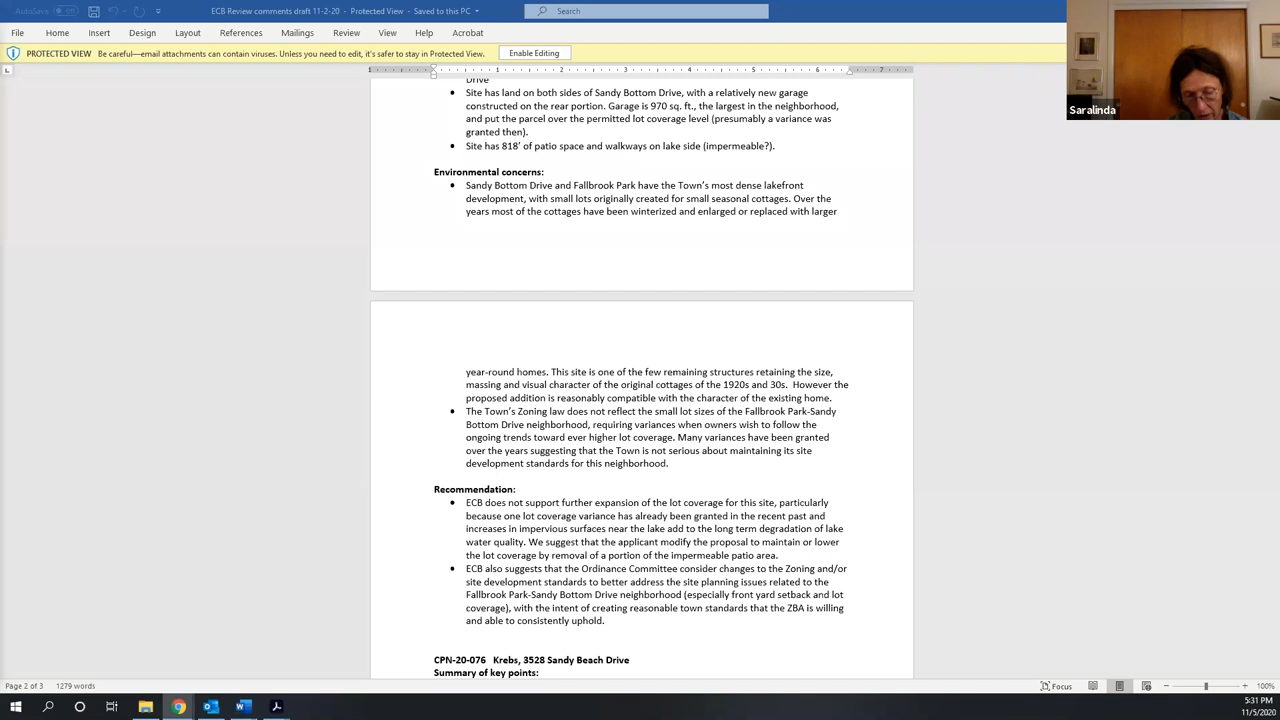 AutoSave
Off
ECB Review comments draft 11-2-20 - Protected View - Saved to this PC
Search
File Home Insert Design Layout References Mailings Review View Help Acrobat
PROTECTED VIEW Be careful—email attachments can contain viruses. Unless you need to edit, it's safer to stay in Protected View. Enable Editing
1 1 2 3 4 5 6 7
Drive
• Site has land on both sides of Sandy Bottom Drive, with a relatively new garage
constructed on the rear portion. Garage is 970 sq. ft., the largest in the neighborhood,
and put the parcel over the permitted lot coverage level (presumably a variance was
granted then).
• Site has 818' of patio space and walkways on lake side (impermeable?).
Environmental concerns:
• Sandy Bottom Drive and Fallbrook Park have the Town's most dense lakefront
development, with small lots originally created for small seasonal cottages. Over the
years most of the cottages have been winterized and enlarged or replaced with larger
year-round homes. This site is one of the few remaining structures retaining the size,
massing and visual character of the original cottages of the 1920s and 30s. However the
proposed addition is reasonably compatible with the character of the existing home.
• The Town's Zoning law does not reflect the small lot sizes of the Fallbrook Park-Sandy
Bottom Drive neighborhood, requiring variances when owners wish to follow the
ongoing trends toward ever higher lot coverage. Many variances have been granted
over the years suggesting that the Town is not serious about maintaining its site
development standards for this neighborhood.
Recommendation:
• ECB does not support further expansion of the lot coverage for this site, particularly
because one lot coverage variance has already been granted in the recent past and
increases in impervious surfaces near the lake add to the long term degradation of lake
water quality. We suggest that the applicant modify the proposal to maintain or lower
the lot coverage by removal of a portion of the impermeable patio area.
• ECB also suggests that the Ordinance Committee consider changes to the Zoning and/or
site development standards to better address the site planning issues related to the
Fallbrook Park-Sandy Bottom Drive neighborhood (especially front yard setback and lot
coverage), with the intent of creating reasonable town standards that the ZBA is willing
and able to consistently uphold.
CPN-20-076 Krebs, 3528 Sandy Beach Drive
Summary of key points:
Saralinda
Page 2 of 3 1279 words
Focus
100%
5:31 PM
11/5/2020